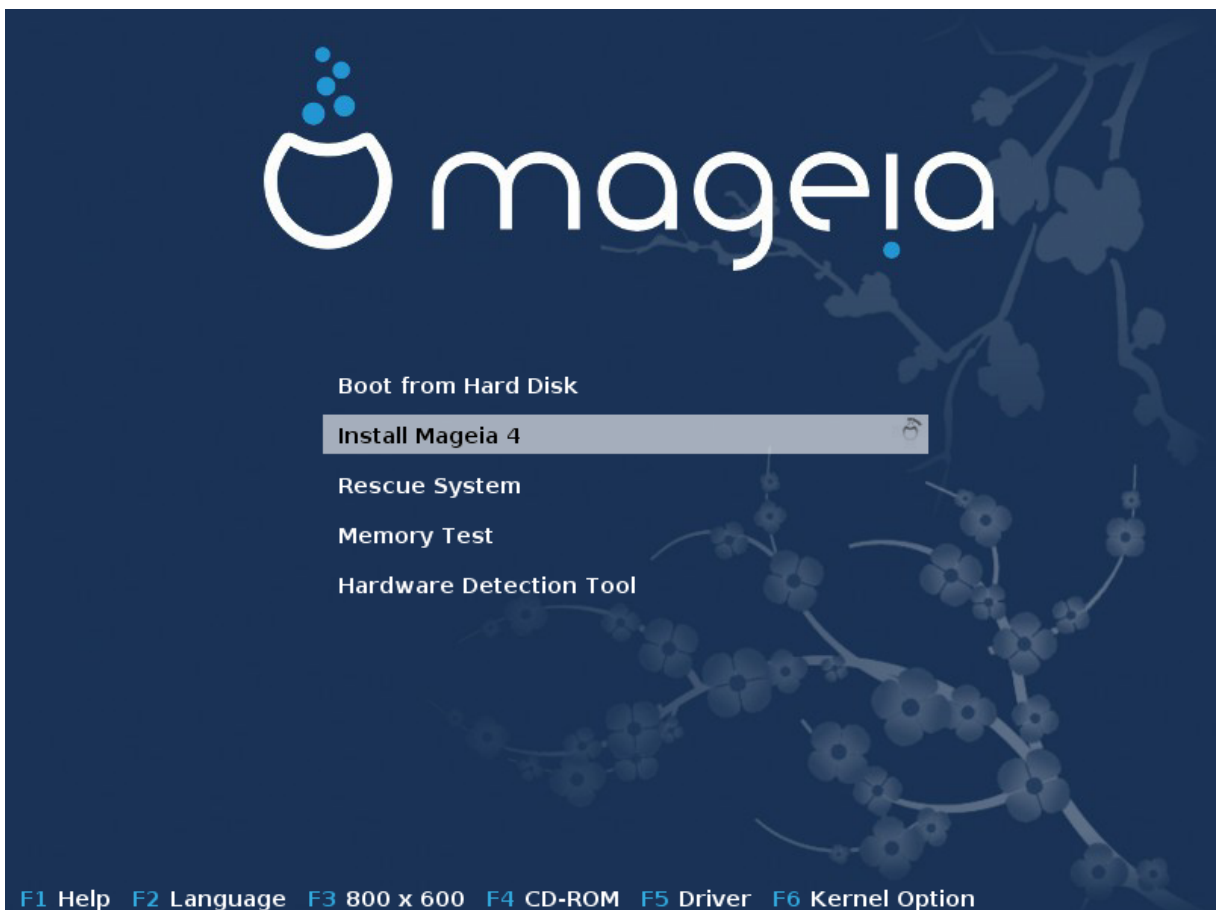 mageia
Boot from Hard Disk
Install Mageia 4
Rescue System
Memory Test
Hardware Detection Tool
F1 Help F2 Language F3 800 x 600 F4 CD-ROM F5 Driver F6 Kernel Option